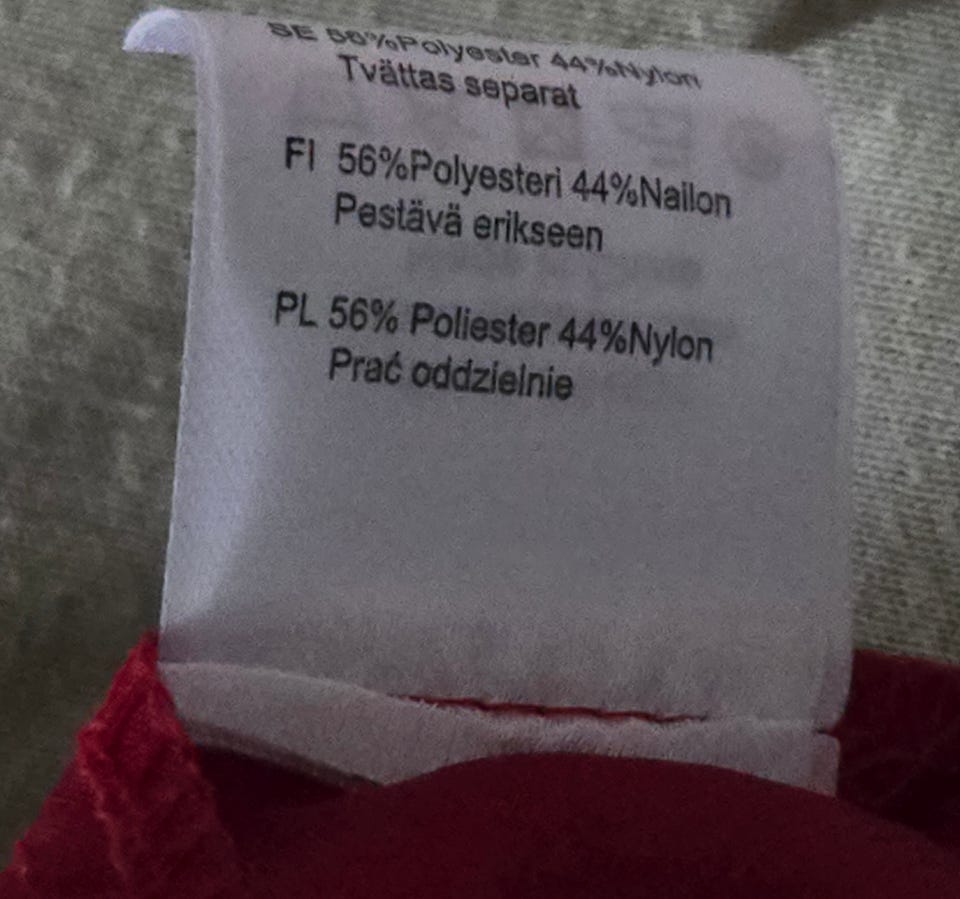 SE 56%Polyester 44%Nylon
Tvättas separat
FI 56%Polyesteri 44%Nailon
Pestävä erikseen
PL 56% Poliester 44%Nylon
Prać oddzielnie